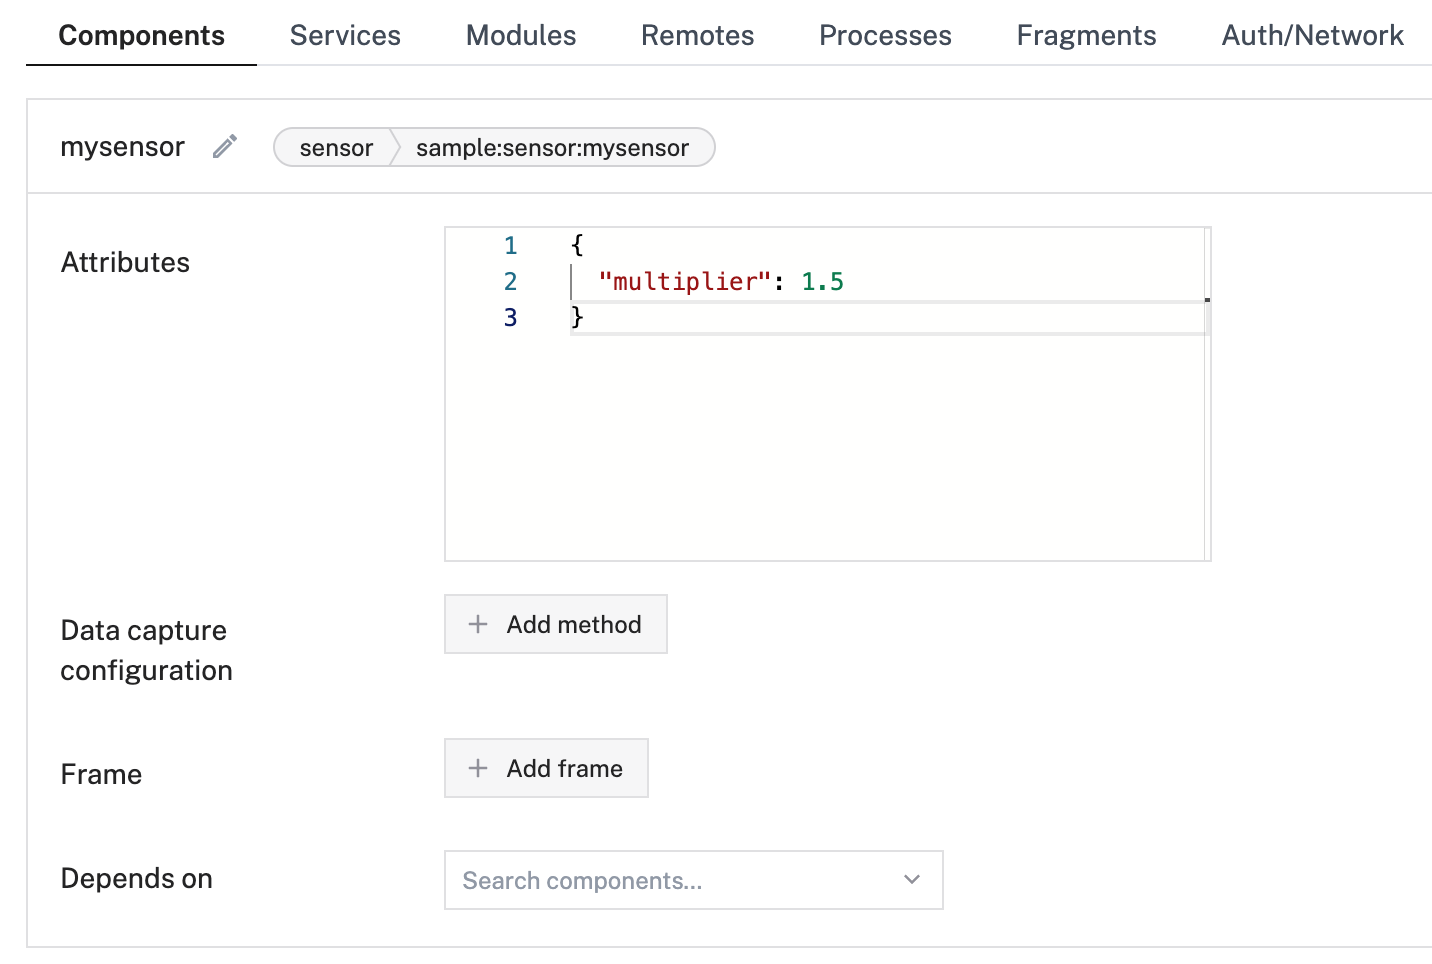 Components Services Modules Remotes Processes Fragments Auth/Network
mysensor sensor sample:sensor:mysensor
Attributes
1 {
2 "multiplier": 1.5
3 }
Data capture
configuration
+ Add method
Frame
+ Add frame
Depends on
Search components...